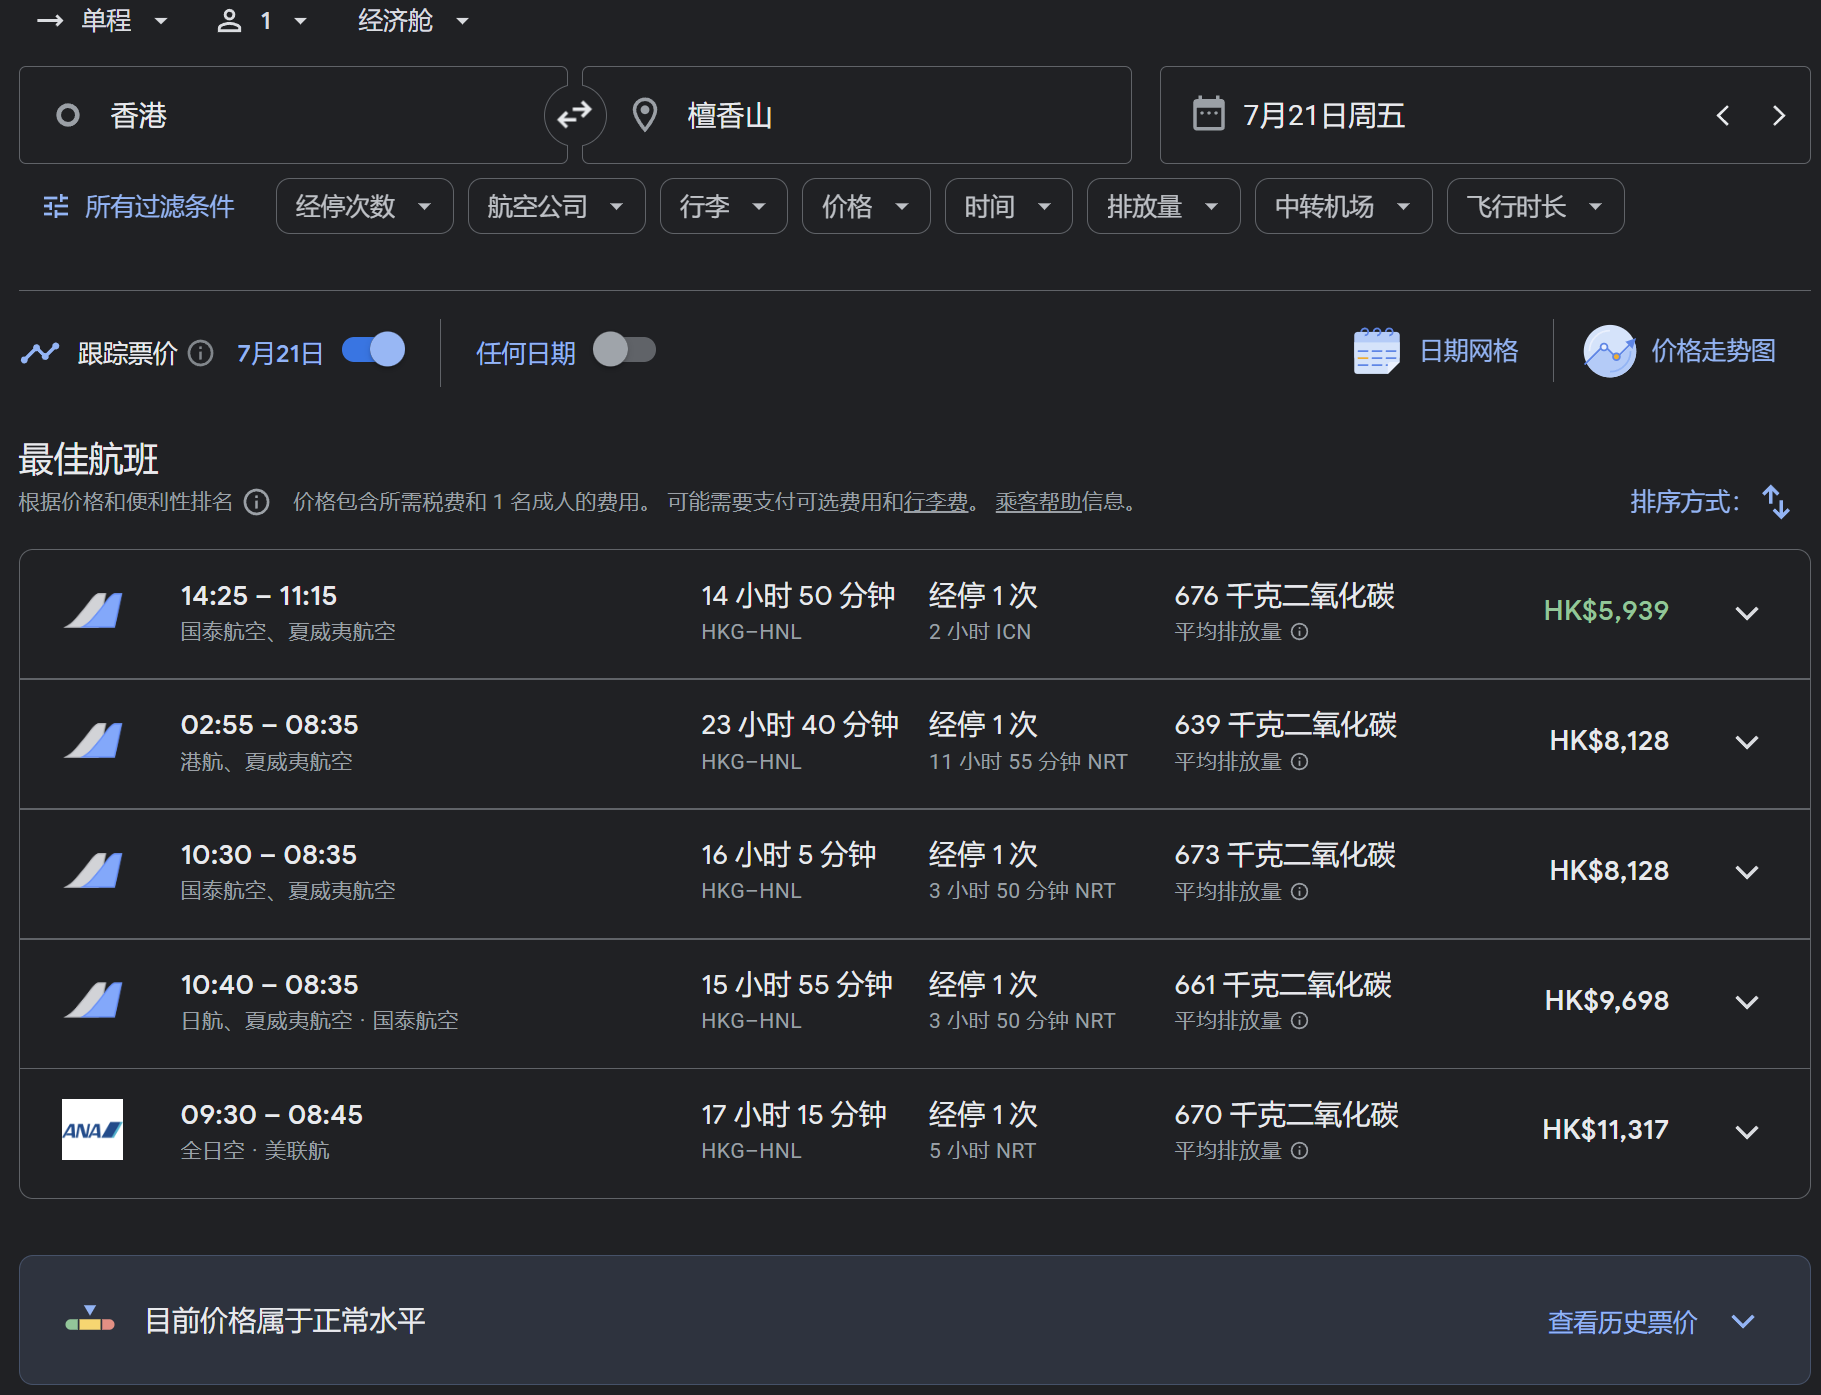 单程 1 经济舱
香港 檀香山 7月21日周五
所有过滤条件 经停次数 航空公司 行李 价格 时间 排放量 中转机场 飞行时长
跟踪票价 7月21日 任何日期 日期网格 价格走势图
最佳航班
根据价格和便利性排名 价格包含所需税费和 1 名成人的费用。 可能需要支付可选费用和行李费。 乘客帮助信息。 排序方式：
14:25 – 11:15 14 小时 50 分钟 经停 1 次 676 千克二氧化碳 HK$5,939
国泰航空、夏威夷航空 HKG–HNL 2 小时 ICN 平均排放量
02:55 – 08:35 23 小时 40 分钟 经停 1 次 639 千克二氧化碳 HK$8,128
港航、夏威夷航空 HKG–HNL 11 小时 55 分钟 NRT 平均排放量
10:30 – 08:35 16 小时 5 分钟 经停 1 次 673 千克二氧化碳 HK$8,128
国泰航空、夏威夷航空 HKG–HNL 3 小时 50 分钟 NRT 平均排放量
10:40 – 08:35 15 小时 55 分钟 经停 1 次 661 千克二氧化碳 HK$9,698
日航、夏威夷航空 · 国泰航空 HKG–HNL 3 小时 50 分钟 NRT 平均排放量
ANA 09:30 – 08:45 17 小时 15 分钟 经停 1 次 670 千克二氧化碳 HK$11,317
全日空 · 美联航 HKG–HNL 5 小时 NRT 平均排放量
目前价格属于正常水平 查看历史票价